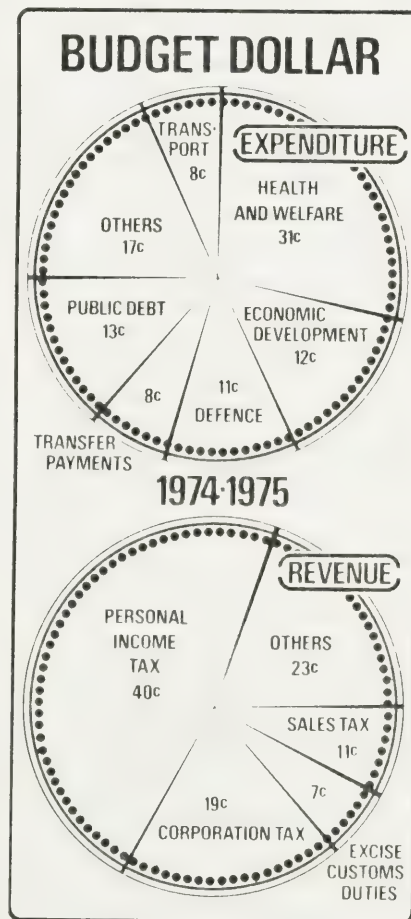 BUDGET DOLLAR
EXPENDITURE
TRANS-
PORT
8c
HEALTH
AND WELFARE
31c
OTHERS
17c
PUBLIC DEBT
13c
ECONOMIC
DEVELOPMENT
12c
8c
11c
DEFENCE
TRANSFER
PAYMENTS
1974·1975
REVENUE
PERSONAL
INCOME
TAX
40c
OTHERS
23c
SALES TAX
11c
7c
19c
CORPORATION TAX
EXCISE
CUSTOMS
DUTIES